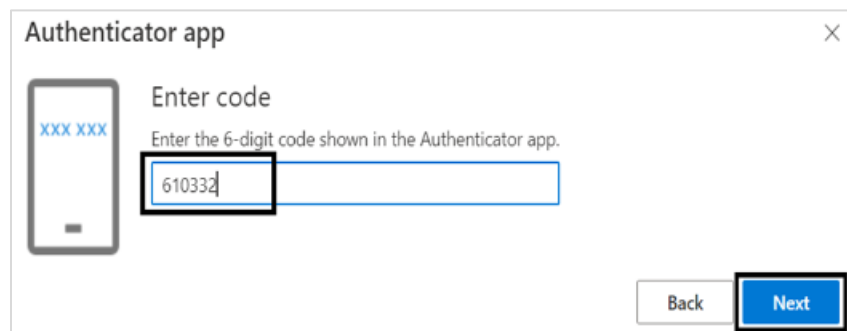 Authenticator app
Enter code
xxx xxx
Enter the 6-digit code shown in the Authenticator app.
610332
Back
Next